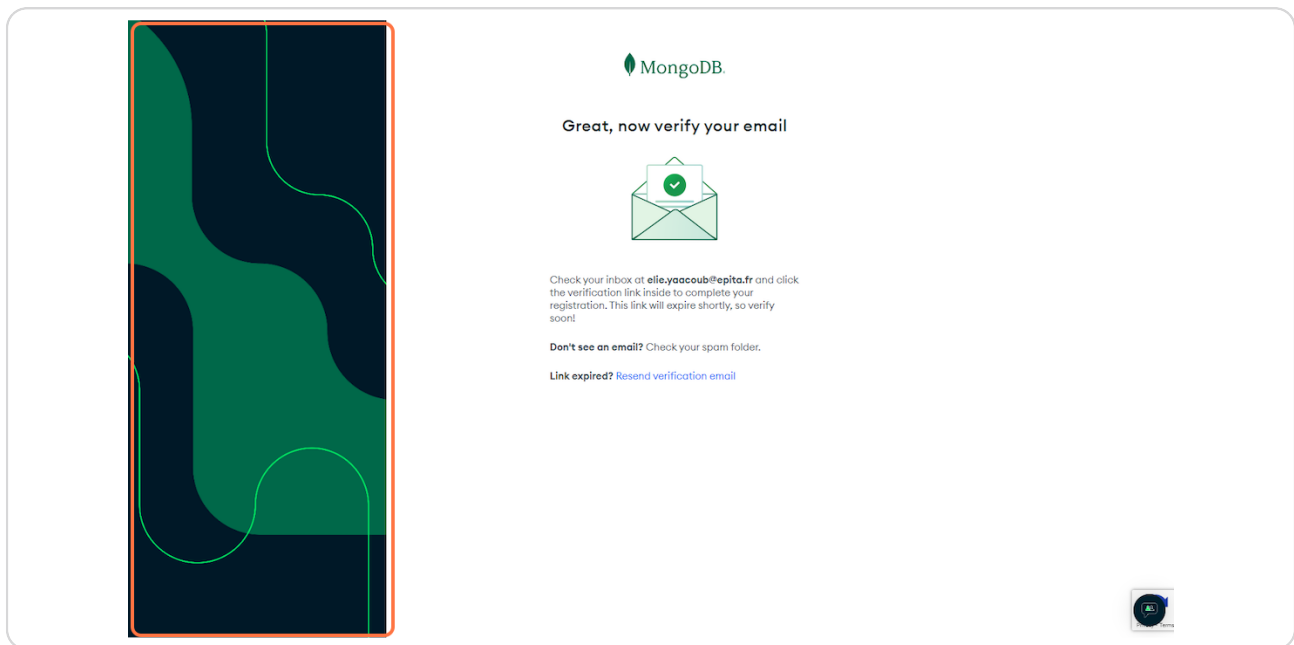 MongoDB.
Great, now verify your email
Check your inbox at elie.yaacoub@epita.fr and click
the verification link inside to complete your
registration. This link will expire shortly, so verify
soon!
Don't see an email? Check your spam folder.
Link expired? Resend verification email